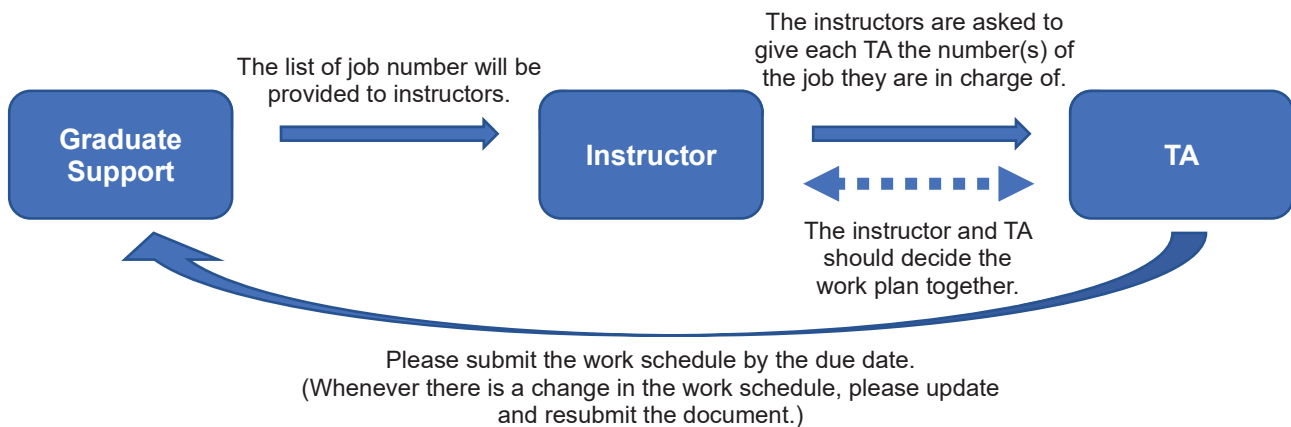 The instructors are asked to
give each TA the number(s) of
the job they are in charge of.
The list of job number will be
provided to instructors.
Graduate
Support
Instructor
TA
The instructor and TA
should decide the
work plan together.
Please submit the work schedule by the due date.
(Whenever there is a change in the work schedule, please update
and resubmit the document.)